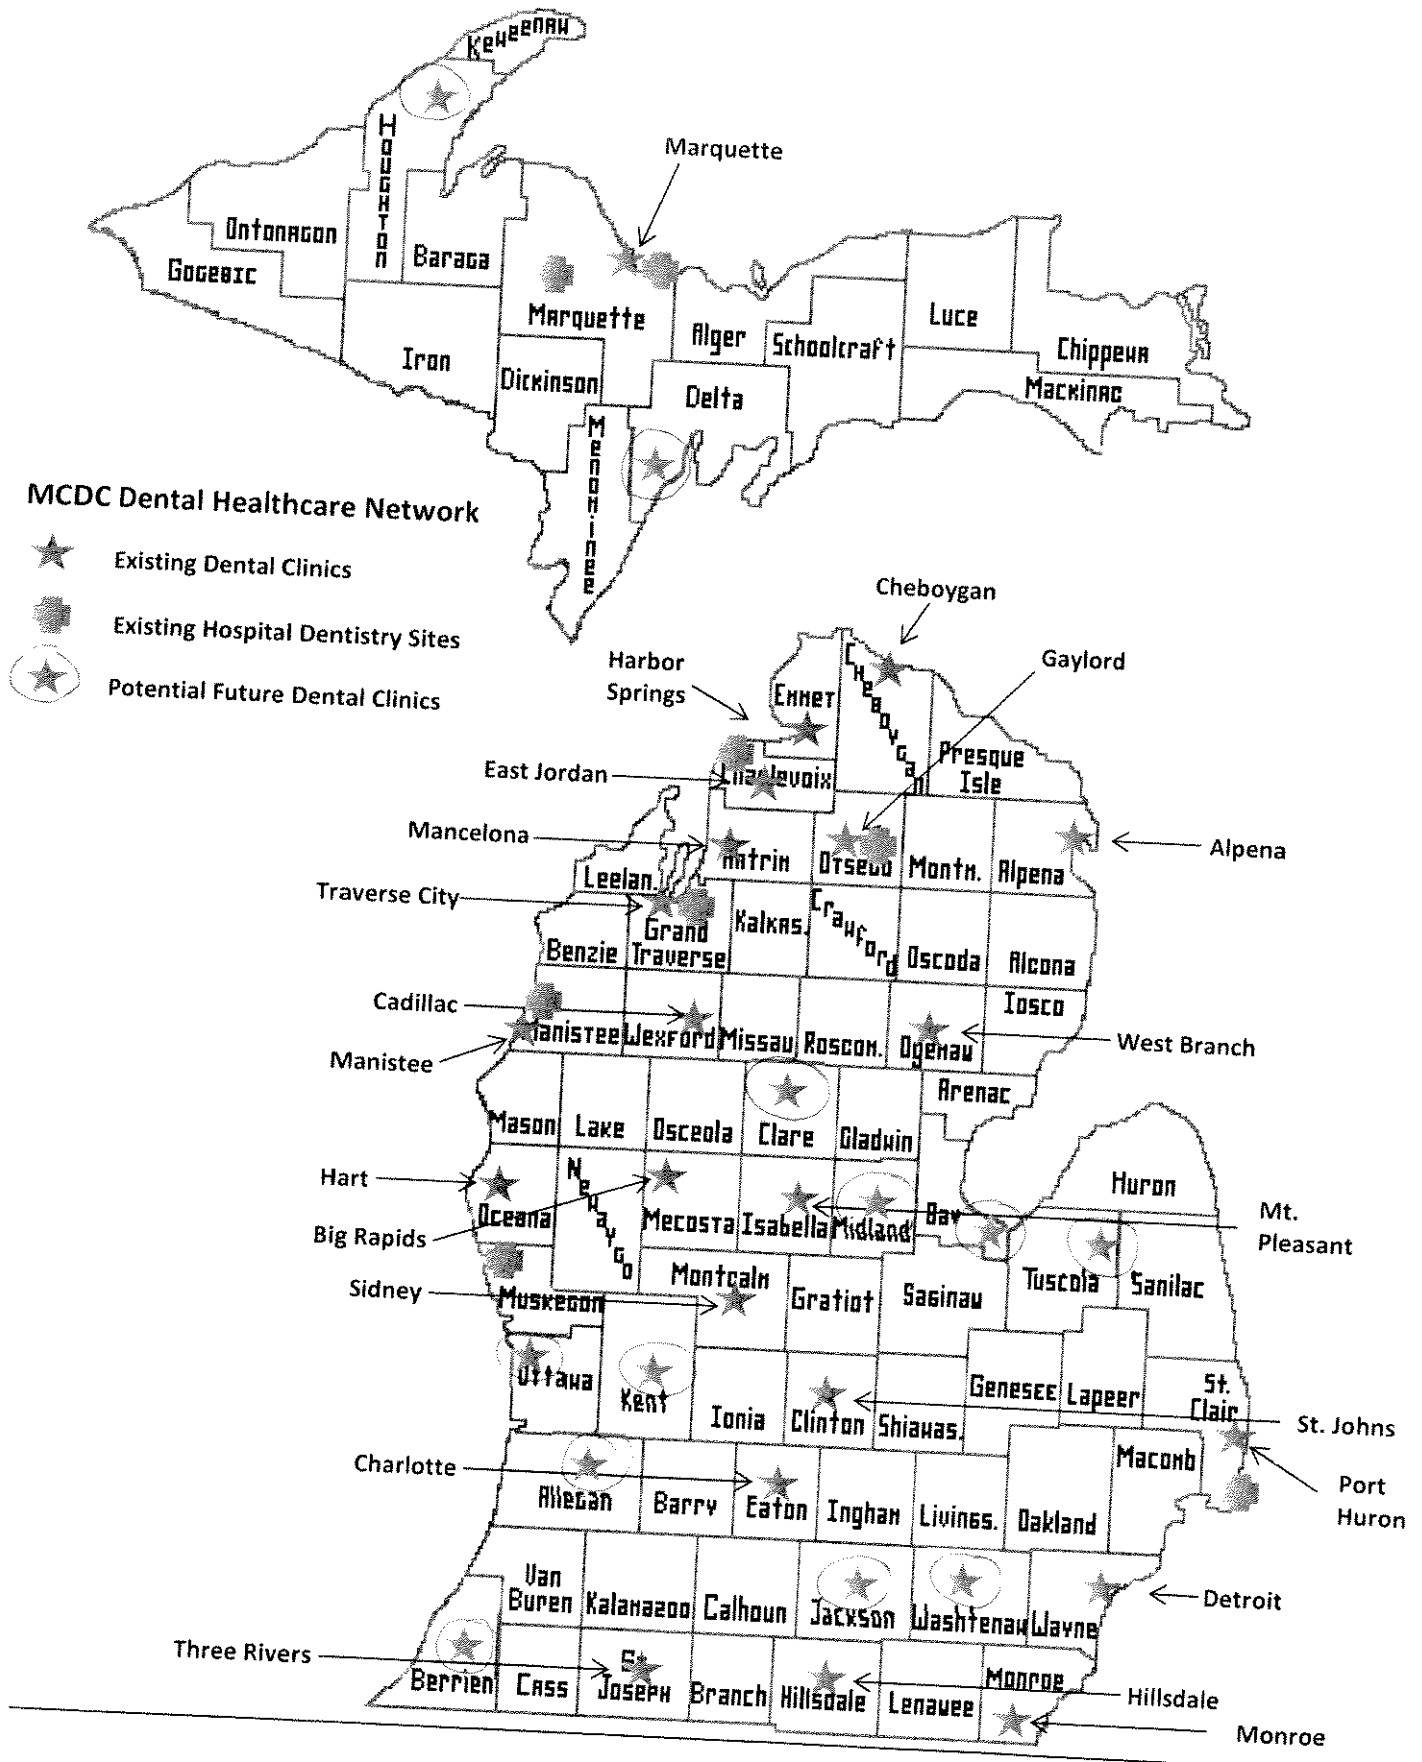 Keweenaw
Houghton
Marquette
Ontonagon
Gogebic
Baraga
Marquette
Iron
Dickinson
Alger
Schoolcraft
Luce
Chippewa
Mackinac
Delta
Menominee
MCDC Dental Healthcare Network
Existing Dental Clinics
Existing Hospital Dentistry Sites
Potential Future Dental Clinics
Cheboygan
Harbor
Springs
Gaylord
Emmet
Cheboygan
Presque
Isle
East Jordan
Charlevoix
Mancelona
Antrim
Otsego
Montm.
Alpena
Alpena
Leelan.
Traverse City
Grand
Traverse
Kalkas.
Crawford
Benzie
Oscoda
Alcona
Cadillac
Iosco
Manistee
Wexford
Missau
Roscom.
Ogemaw
West Branch
Manistee
Arenac
Mason
Lake
Osceola
Clare
Gladwin
Hart
Oceana
Newaygo
Big Rapids
Mecosta
Isabella
Midland
Bay
Huron
Mt.
Pleasant
Sidney
Montcalm
Gratiot
Saginaw
Tuscola
Sanilac
Muskegon
Ottawa
Kent
Ionia
Clinton
Shiawas.
Genesee
Lapeer
St.
Clair
St. Johns
Charlotte
Allegan
Barry
Eaton
Ingham
Livings.
Oakland
Macomb
Port
Huron
Van
Buren
Kalamazoo
Calhoun
Jackson
Washtenaw
Wayne
Detroit
Three Rivers
Berrien
Cass
St.
Joseph
Branch
Hillsdale
Lenawee
Monroe
Hillsdale
Monroe